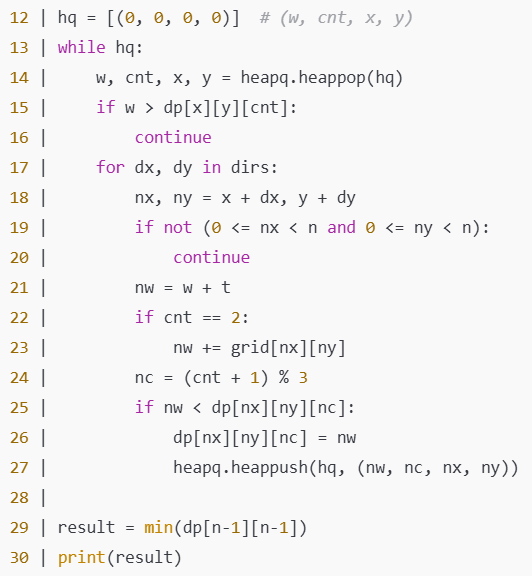 12 | hq = [(0, 0, 0, 0)]  # (w, cnt, x, y)
13 | while hq:
14 |     w, cnt, x, y = heapq.heappop(hq)
15 |     if w > dp[x][y][cnt]:
16 |         continue
17 |     for dx, dy in dirs:
18 |         nx, ny = x + dx, y + dy
19 |         if not (0 <= nx < n and 0 <= ny < n):
20 |             continue
21 |         nw = w + t
22 |         if cnt == 2:
23 |             nw += grid[nx][ny]
24 |         nc = (cnt + 1) % 3
25 |         if nw < dp[nx][ny][nc]:
26 |             dp[nx][ny][nc] = nw
27 |             heapq.heappush(hq, (nw, nc, nx, ny))
28 |
29 | result = min(dp[n-1][n-1])
30 | print(result)